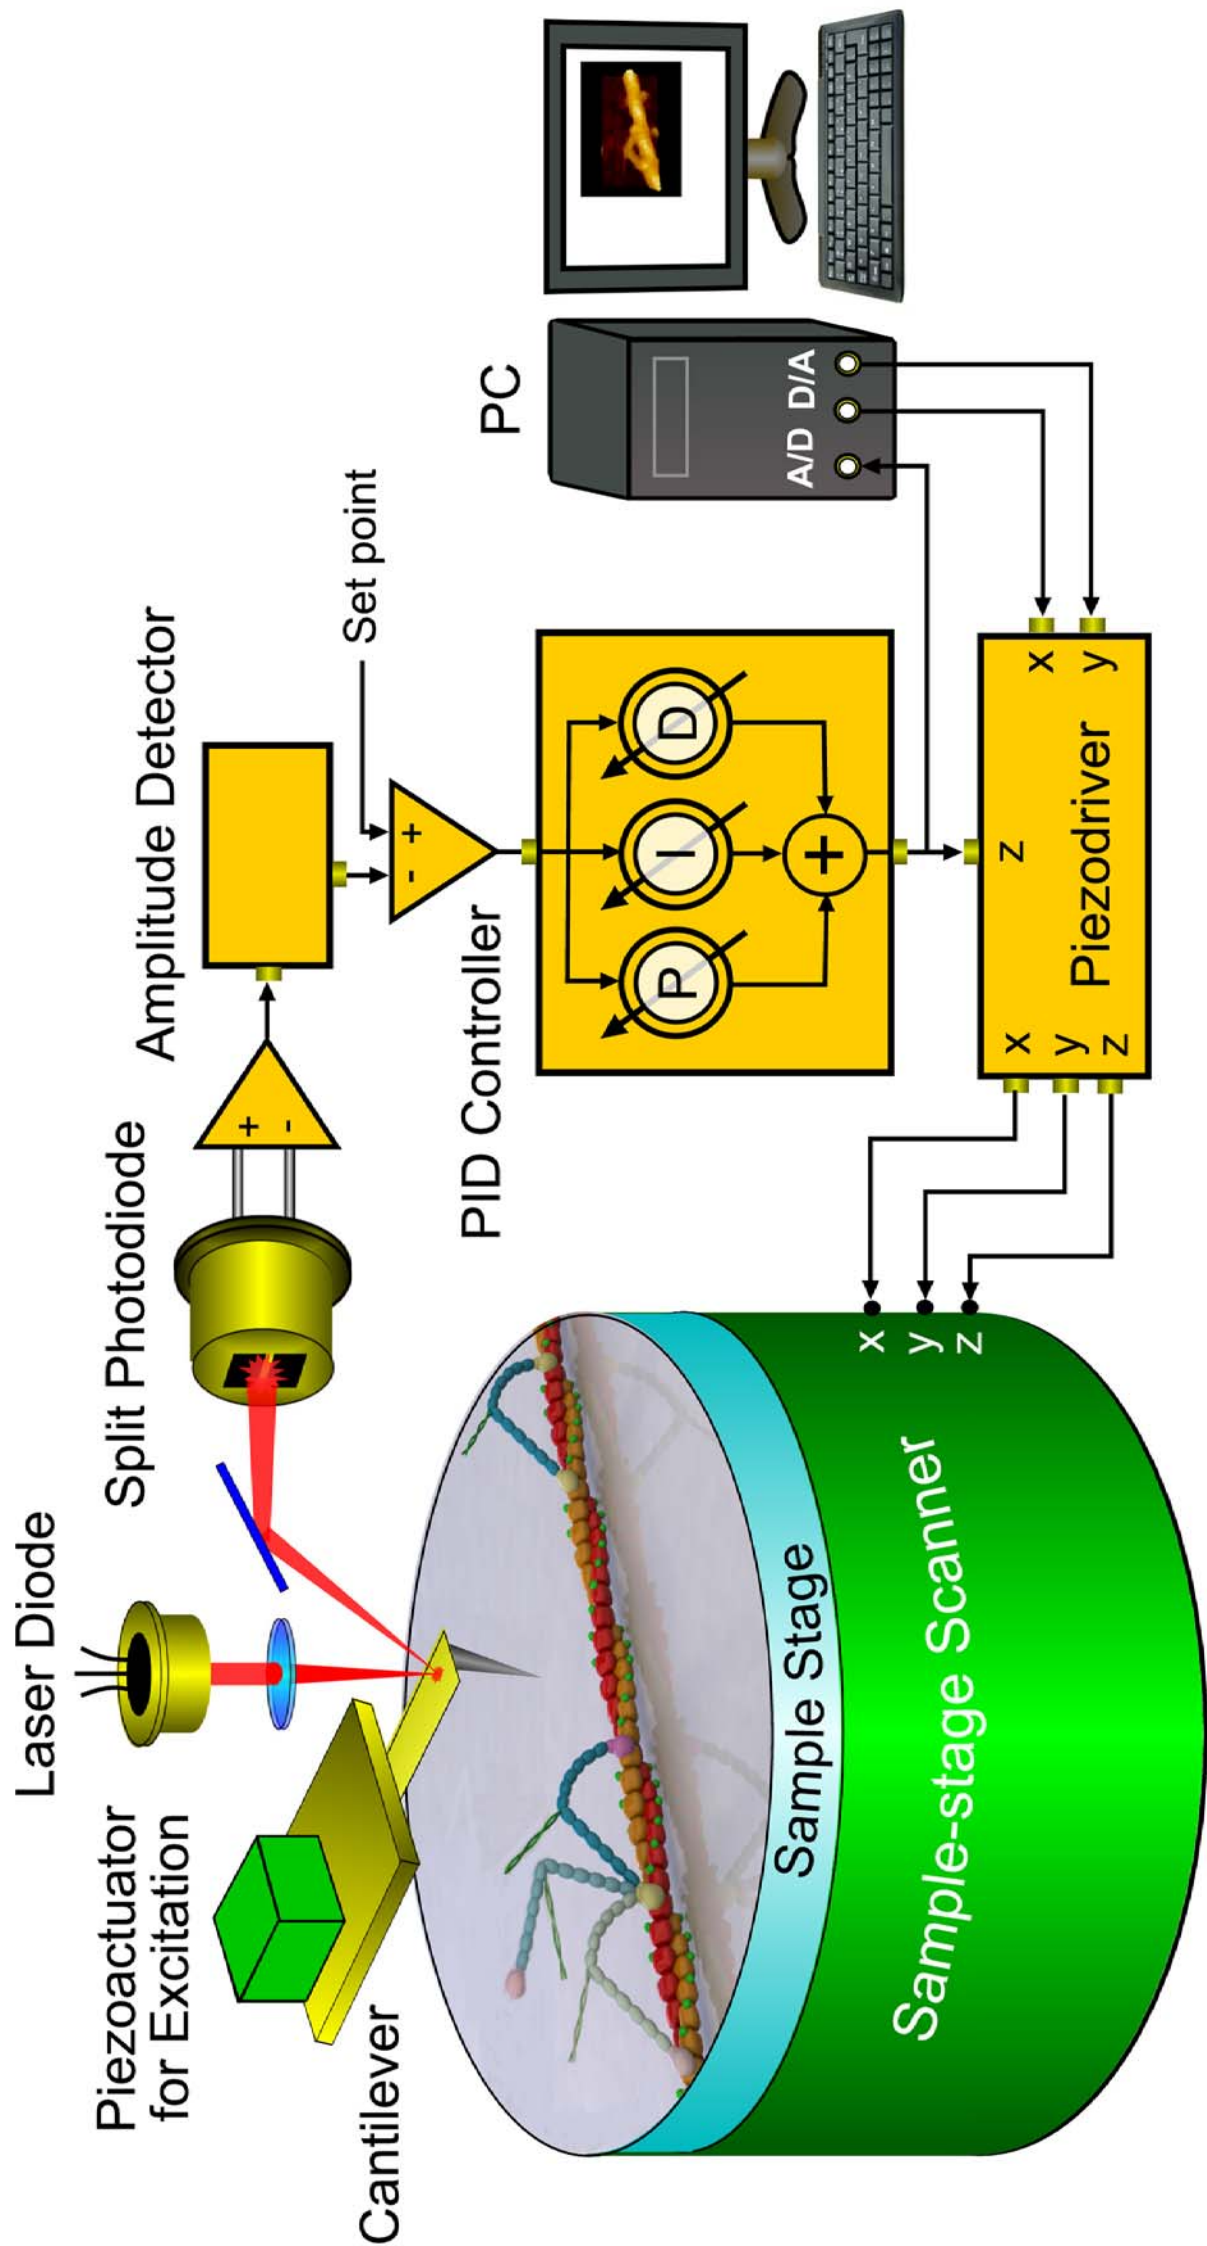 Laser Diode
Piezoactuator
for Excitation
Cantilever
Split Photodiode
+
-
Amplitude Detector
Set point
- +
PID Controller
P
I
D
+
PC
A/D D/A
z
x
y
Piezodriver
x
y
z
x
y
z
Sample Stage
Sample-stage Scanner